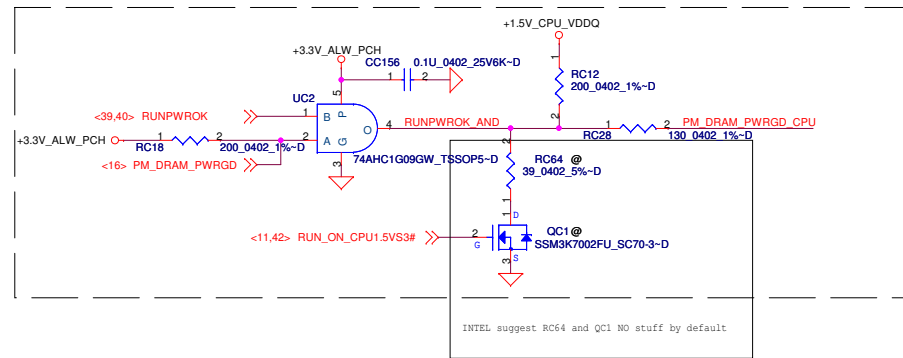 +1.5V_CPU_VDDQ
+3.3V_ALW_PCH
CC156 0.1U_0402_25V6K~D
1 2
1
RC12
200_0402_1%~D
2
UC2
5
<39,40> RUNPWROK
1 B P
O 4
RUNPWROK_AND
+3.3V_ALW_PCH
1 2
RC18 200_0402_1%~D
2 A G
3
74AHC1G09GW_TSSOP5~D
<16> PM_DRAM_PWRGD
1 2
RC28 130_0402_1%~D
PM_DRAM_PWRGD_CPU
2
RC64 @
39_0402_5%~D
1
1 D
<11,42> RUN_ON_CPU1.5VS3#
2 G
QC1@
SSM3K7002FU_SC70-3~D
3 S
INTEL suggest RC64 and QC1 NO stuff by default